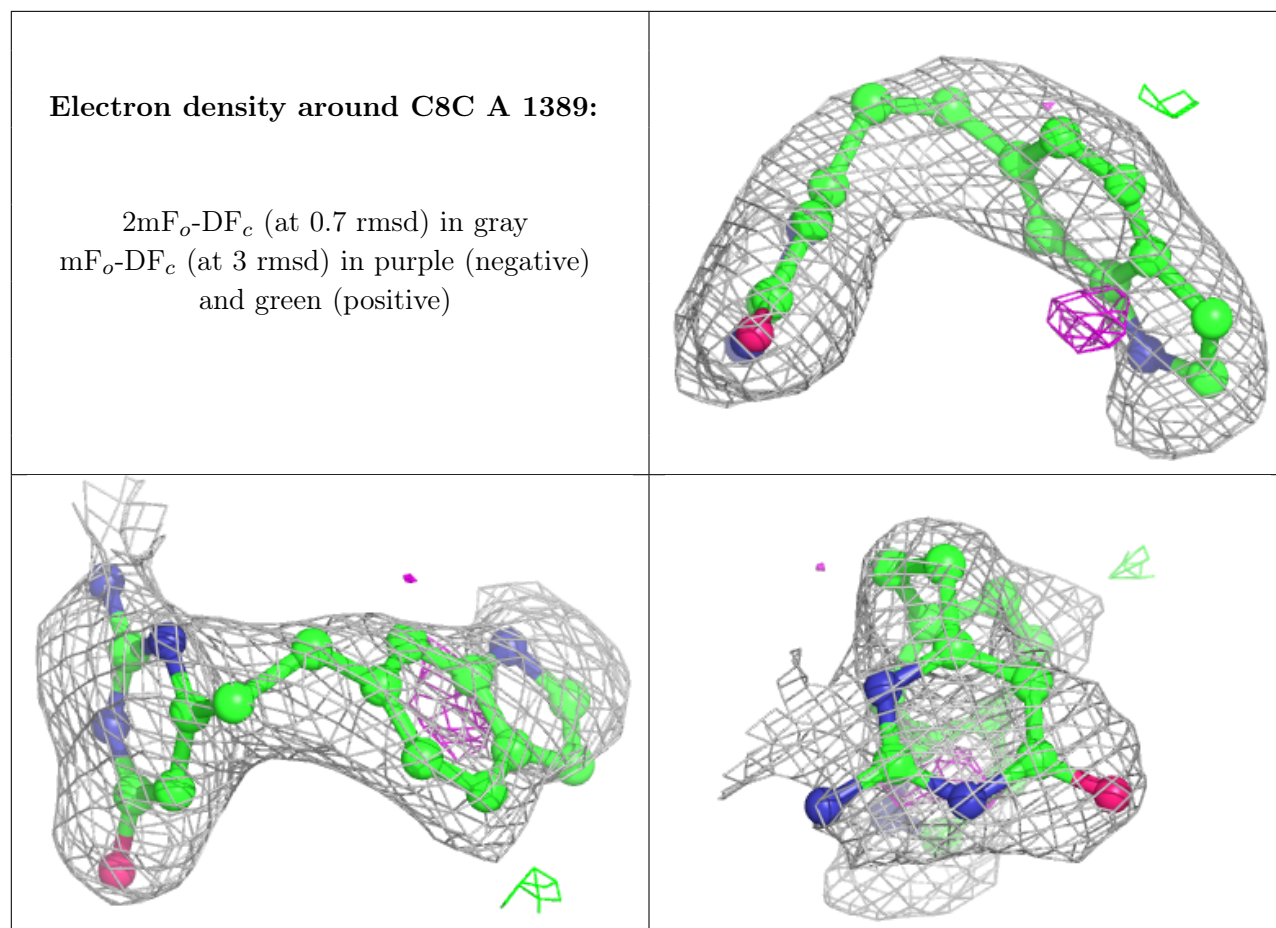 Electron density around C8C A 1389:
2mFₒ-DF𝒸 (at 0.7 rmsd) in gray
mFₒ-DF𝒸 (at 3 rmsd) in purple (negative)
and green (positive)